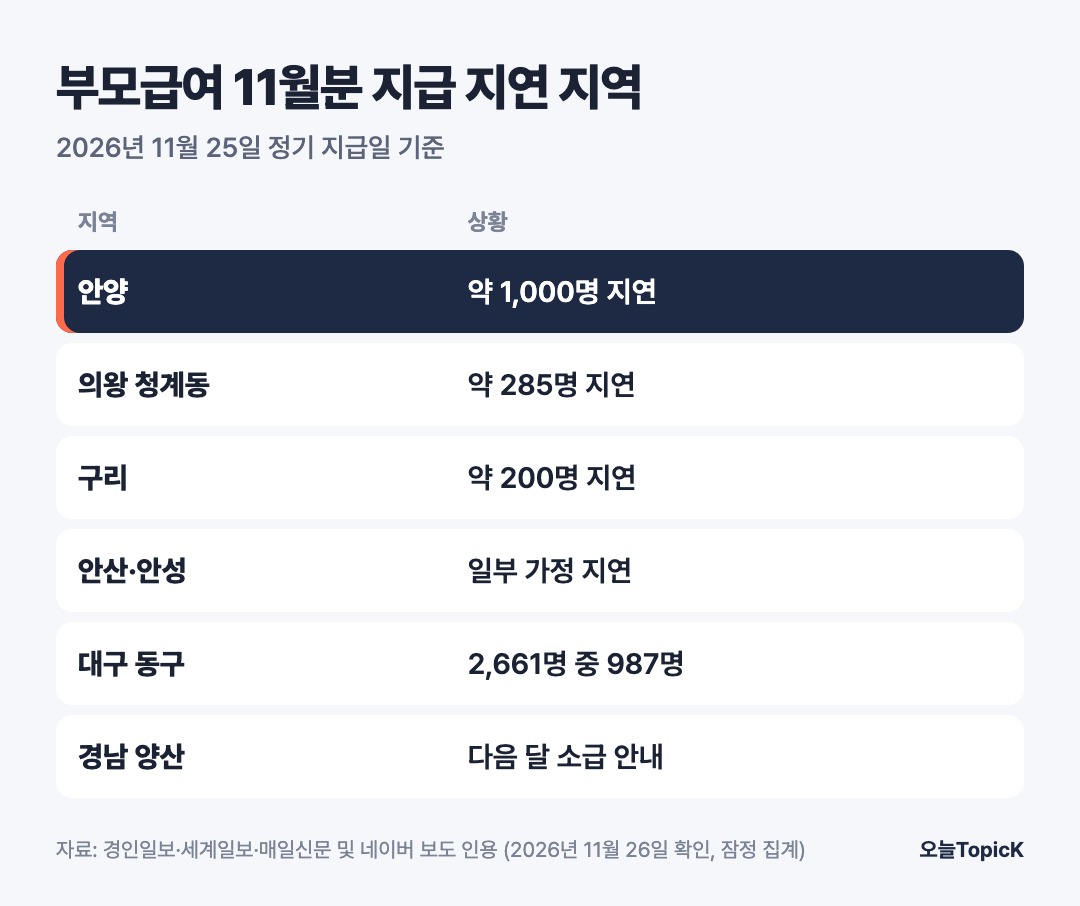 부모급여 11월분 지급 지연 지역
2026년 11월 25일 정기 지급일 기준
지역 상황
안양 약 1,000명 지연
의왕 청계동 약 285명 지연
구리 약 200명 지연
안산·안성 일부 가정 지연
대구 동구 2,661명 중 987명
경남 양산 다음 달 소급 안내
자료: 경인일보·세계일보·매일신문 및 네이버 보도 인용 (2026년 11월 26일 확인, 잠정 집계) 오늘TopicK